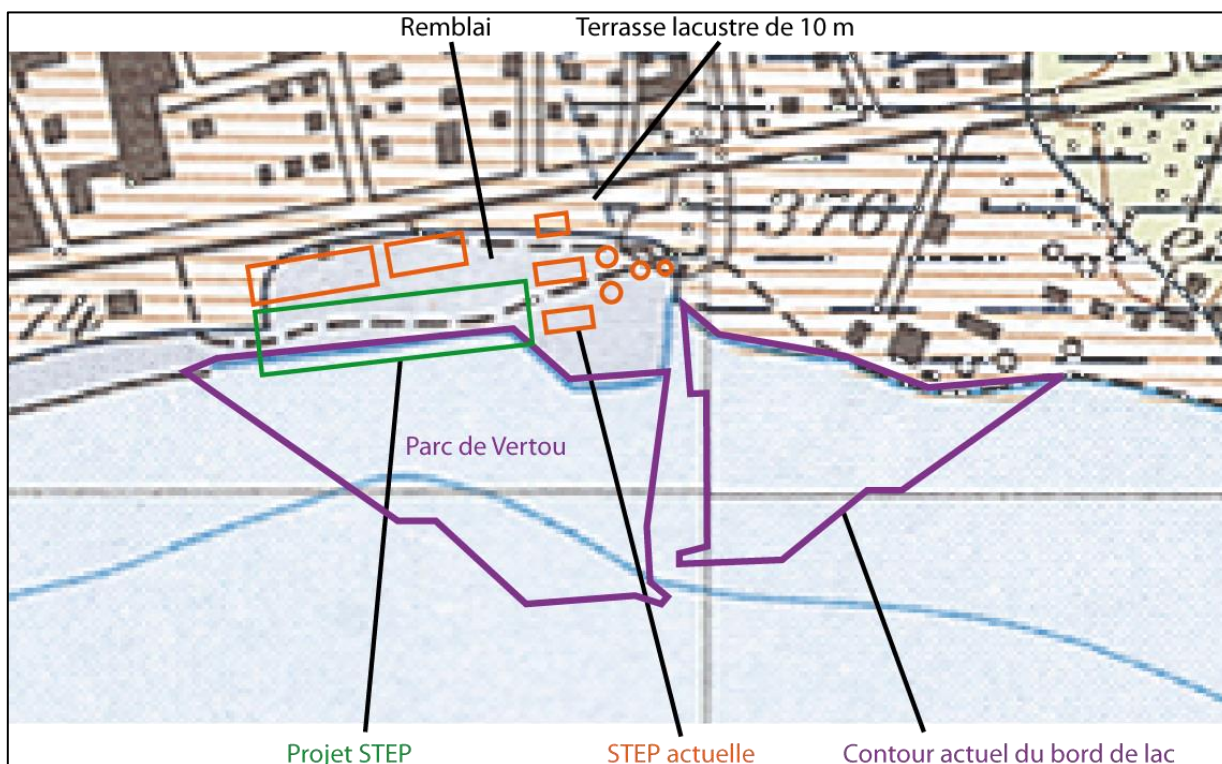 Remblai
Terrasse lacustre de 10 m
376
74
Parc de Vertou
Projet STEP
STEP actuelle
Contour actuel du bord de lac